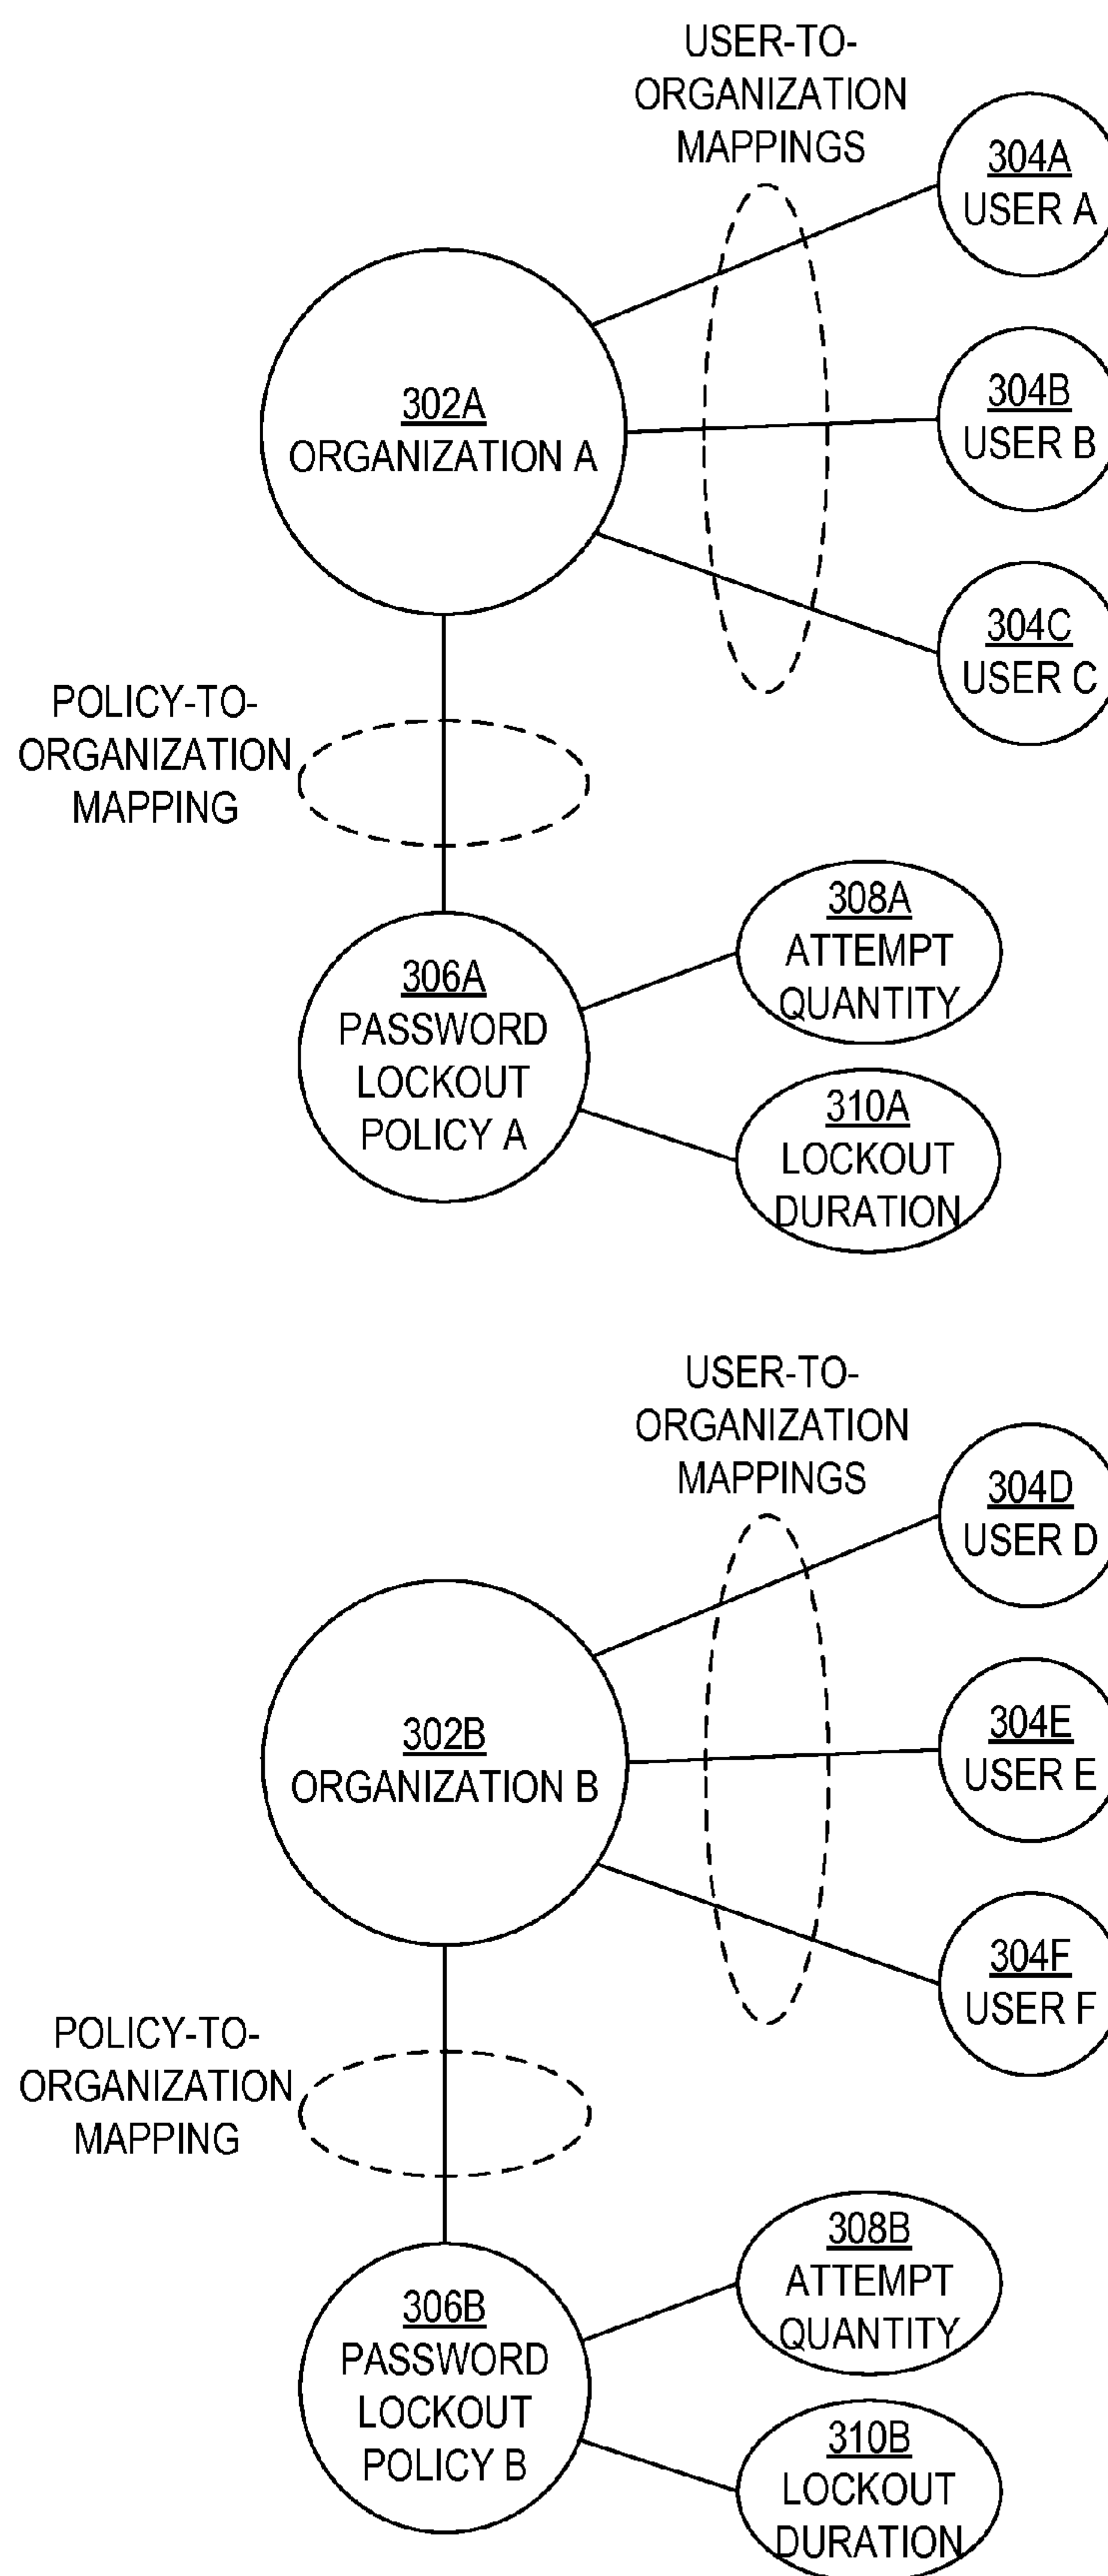 USER-TO-
ORGANIZATION
MAPPINGS
304A
USER A
302A
ORGANIZATION A
304B
USER B
304C
USER C
POLICY-TO-
ORGANIZATION
MAPPING
306A
PASSWORD
LOCKOUT
POLICY A
308A
ATTEMPT
QUANTITY
310A
LOCKOUT
DURATION
USER-TO-
ORGANIZATION
MAPPINGS
304D
USER D
302B
ORGANIZATION B
304E
USER E
304F
USER F
POLICY-TO-
ORGANIZATION
MAPPING
306B
PASSWORD
LOCKOUT
POLICY B
308B
ATTEMPT
QUANTITY
310B
LOCKOUT
DURATION